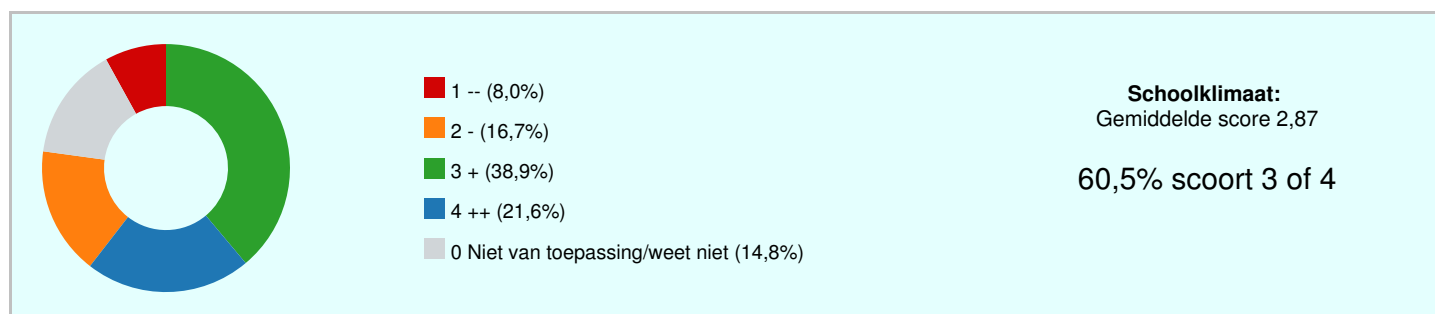 1 -- (8,0%)
2 - (16,7%)
3 + (38,9%)
4 ++ (21,6%)
0 Niet van toepassing/weet niet (14,8%)
Schoolklimaat:
Gemiddelde score 2,87
60,5% scoort 3 of 4